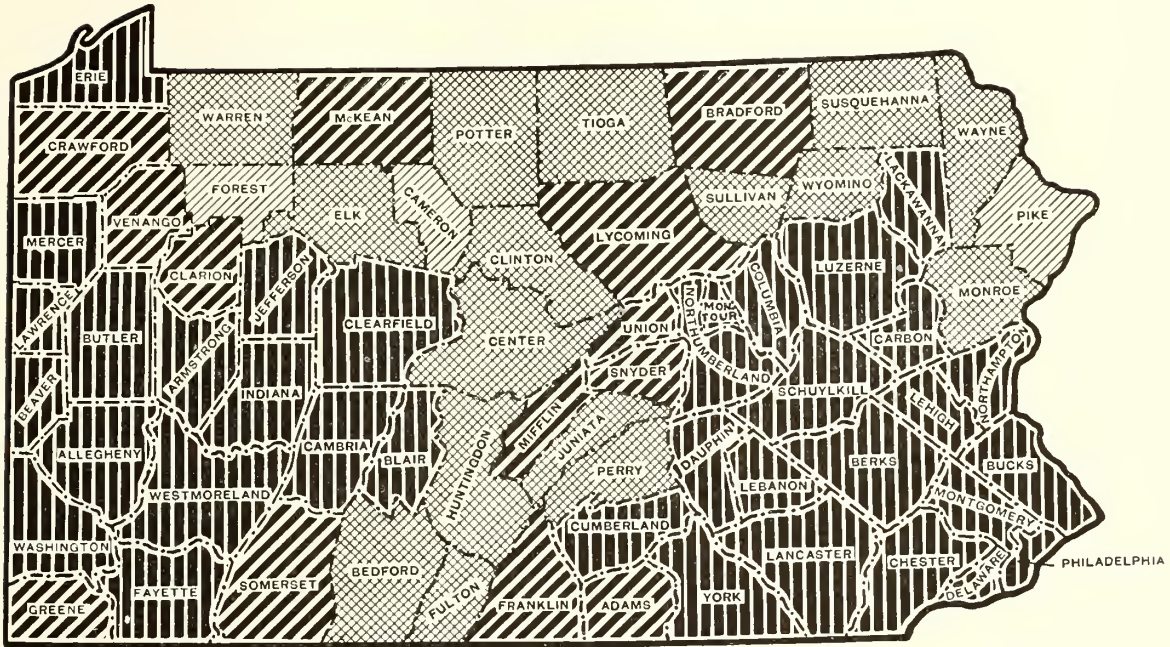 ERIE
WARREN
McKEAN
POTTER
TIOGA
BRADFORD
SUSQUEHANNA
WAYNE
CRAWFORD
FOREST
ELK
CAMERON
SULLIVAN
WYOMINO
LACKAWANNA
PIKE
VENANGO
MERCER
CLARION
JEFFERSON
CLINTON
LYCOMING
LUZERNE
COLUMBIA
MONROE
LAWRENCE
BUTLER
ARMSTRONG
CLEARFIELD
CENTER
UNION
NORTHUMBERLAND
MON
TOUR
CARBON
NORTHAMPTON
BEAVER
INDIANA
SNYDER
SCHUYLKILL
LEHIGH
ALLEGHENY
CAMBRIA
BLAIR
MIFFLIN
JUNIATA
PERRY
DAUPHIN
BERKS
BUCKS
WESTMORELAND
HUNTINGDON
LEBANON
MONTGOMERY
WASHINGTON
CUMBERLAND
LANCASTER
CHESTER
DELAWARE
PHILADELPHIA
GREENE
FAYETTE
SOMERSET
BEDFORD
FULTON
FRANKLIN
ADAMS
YORK